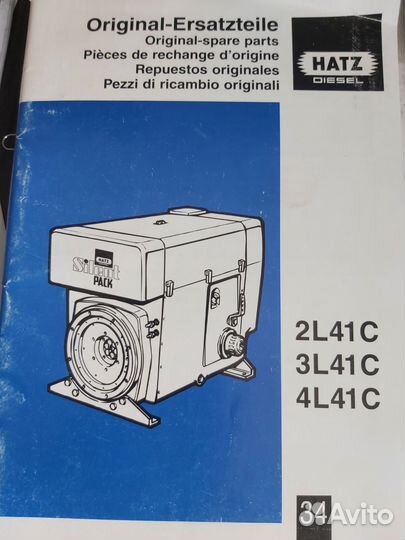 Original-Ersatzteile
Original-spare parts
Pièces de rechange d'origine
Repuestos originales
Pezzi di ricambio originali
HATZ
DIESEL
HATZ
Silent
PACK
2L41C
3L41C
4L41C
34
Avito